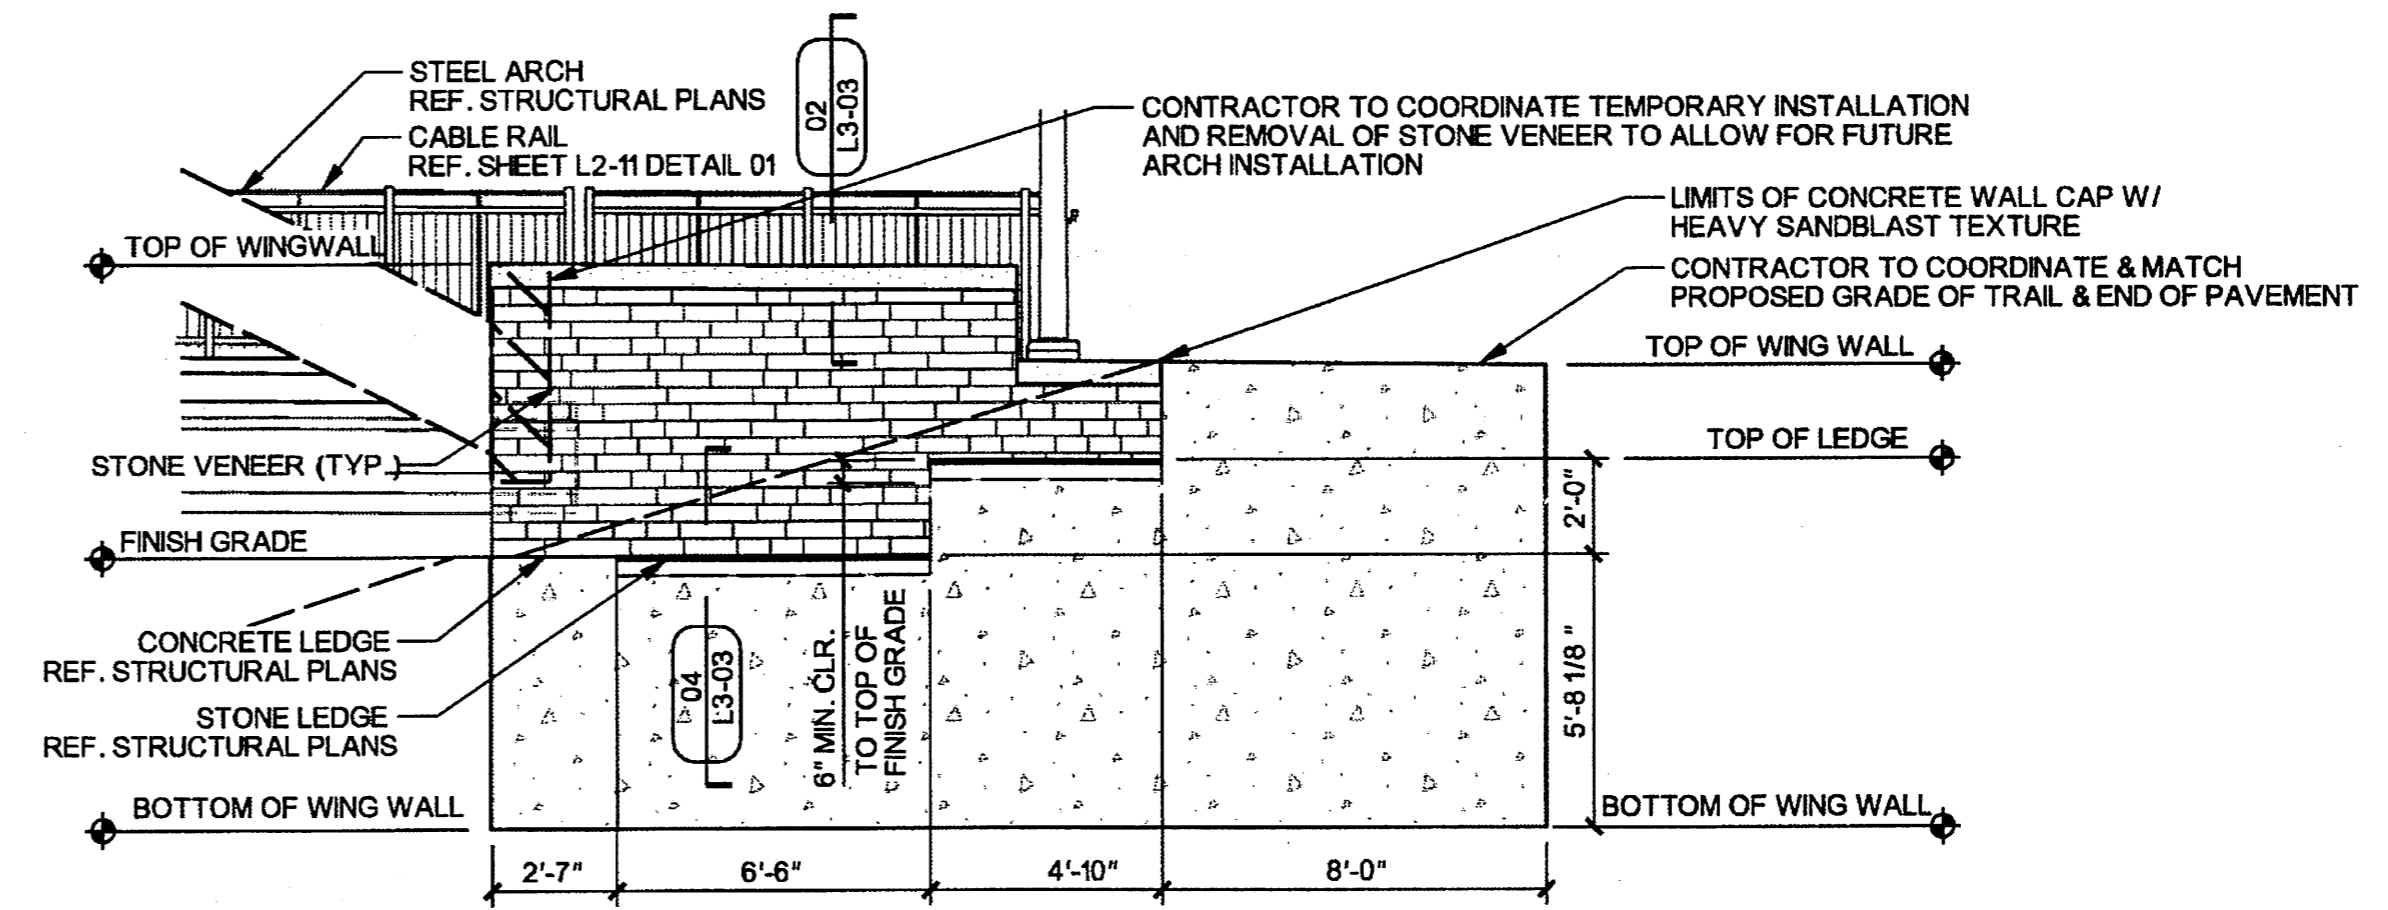 STEEL ARCH
REF. STRUCTURAL PLANS
CABLE RAIL
REF. SHEET L2-11 DETAIL 01
02
L3-03
CONTRACTOR TO COORDINATE TEMPORARY INSTALLATION
AND REMOVAL OF STONE VENEER TO ALLOW FOR FUTURE
ARCH INSTALLATION
LIMITS OF CONCRETE WALL CAP W/
HEAVY SANDBLAST TEXTURE
CONTRACTOR TO COORDINATE & MATCH
PROPOSED GRADE OF TRAIL & END OF PAVEMENT
TOP OF WINGWALL
TOP OF WING WALL
TOP OF LEDGE
STONE VENEER (TYP.)
2'-0"
FINISH GRADE
CONCRETE LEDGE
REF. STRUCTURAL PLANS
STONE LEDGE
REF. STRUCTURAL PLANS
04
L3-03
6" MIN. CLR.
TO TOP OF
FINISH GRADE
5'-8 1/8"
BOTTOM OF WING WALL
BOTTOM OF WING WALL
2'-7"
6'-6"
4'-10"
8'-0"